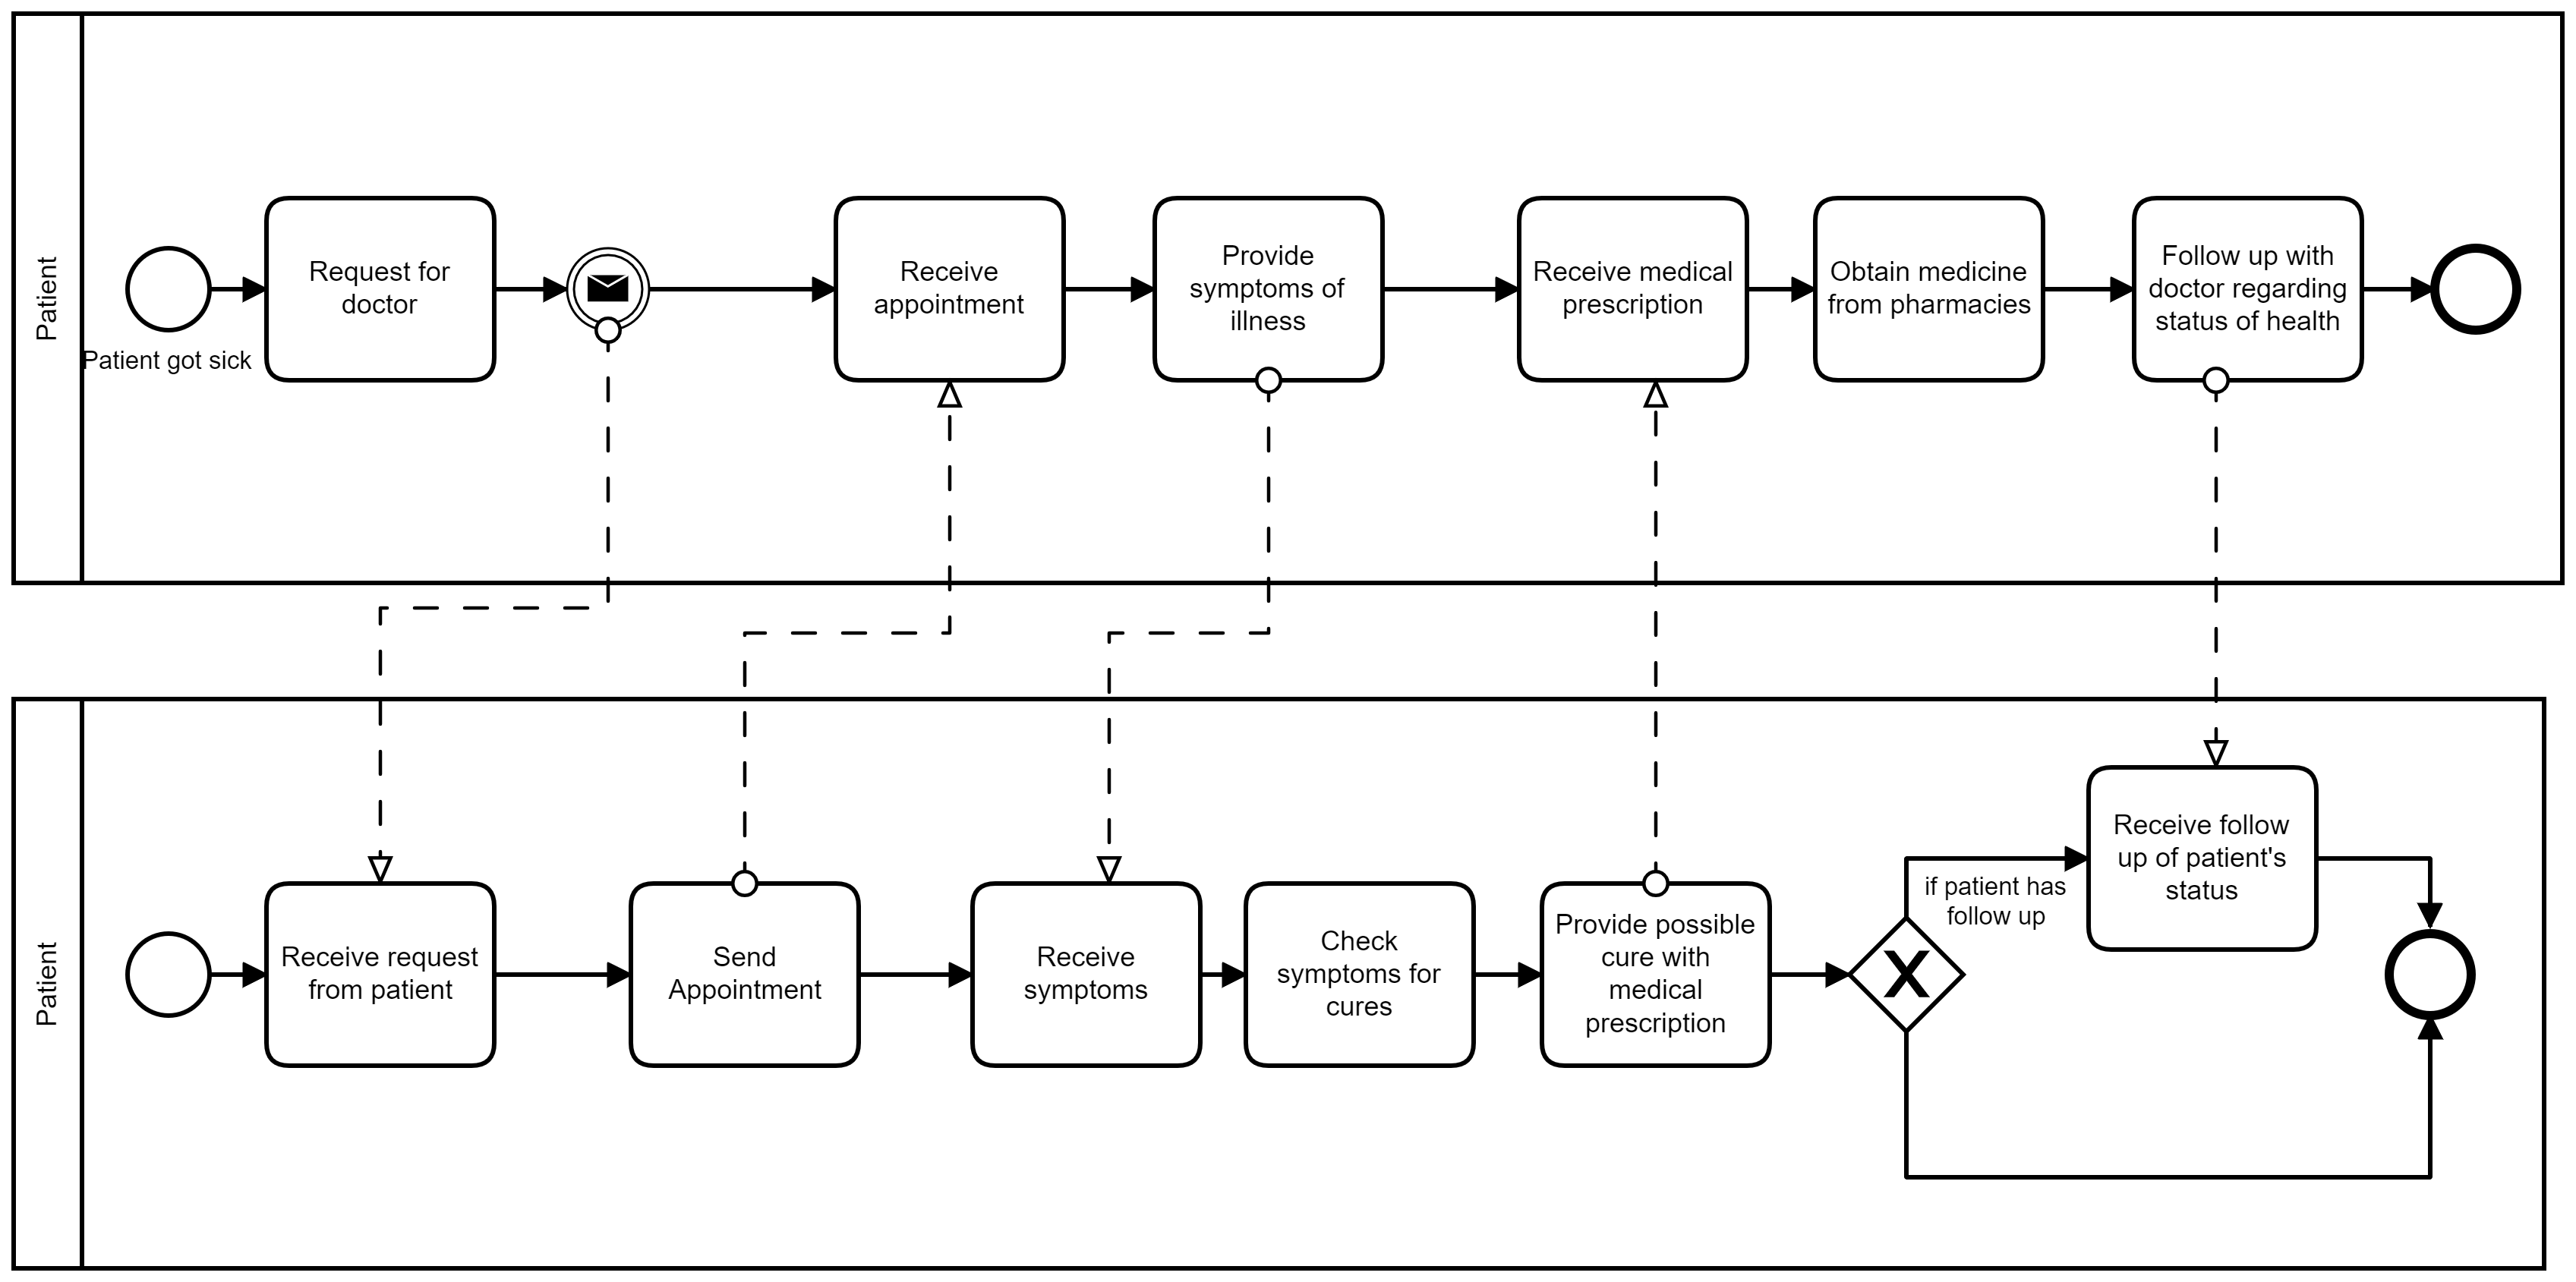 Patient
Patient got sick
Request for
doctor
Receive
appointment
Provide
symptoms of
illness
Receive medical
prescription
Obtain medicine
from pharmacies
Follow up with
doctor regarding
status of health
Patient
Receive request
from patient
Send
Appointment
Receive
symptoms
Check
symptoms for
cures
Provide possible
cure with
medical
prescription
X
if patient has
follow up
Receive follow
up of patient's
status